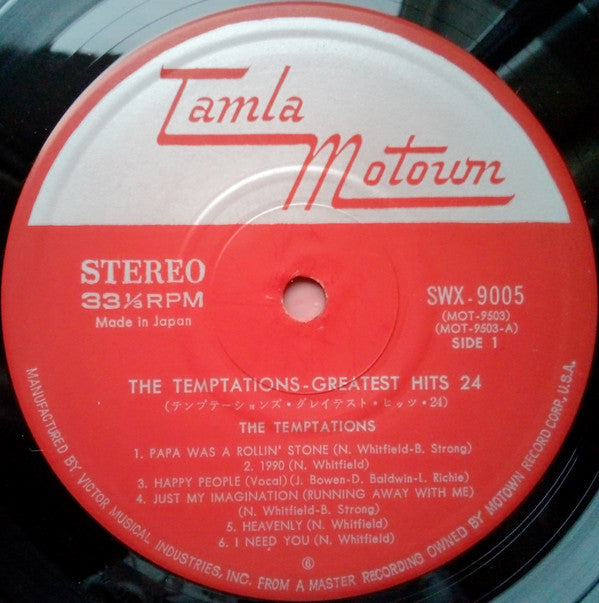 Tamla
Motown
STEREO
33⅓ RPM
Made in Japan
SWX-9005
(MOT-9503)
(MOT-9503-A)
SIDE 1
THE TEMPTATIONS-GREATEST HITS 24
(テンプテーションズ・グレイテスト・ヒッツ・24)
THE TEMPTATIONS
1. PAPA WAS A ROLLIN' STONE (N. Whitfield-B. Strong)
2. 1990 (N. Whitfield)
3. HAPPY PEOPLE (Vocal) (J. Bowen-D. Baldwin-L. Richie)
4. JUST MY IMAGINATION (RUNNING AWAY WITH ME)
(N. Whitfield-B. Strong)
5. HEAVENLY (N. Whitfield)
6. I NEED YOU (N. Whitfield)
MANUFACTURED BY VICTOR MUSICAL INDUSTRIES, INC. FROM A MASTER RECORDING OWNED BY MOTOWN RECORD CORP, U.S.A.